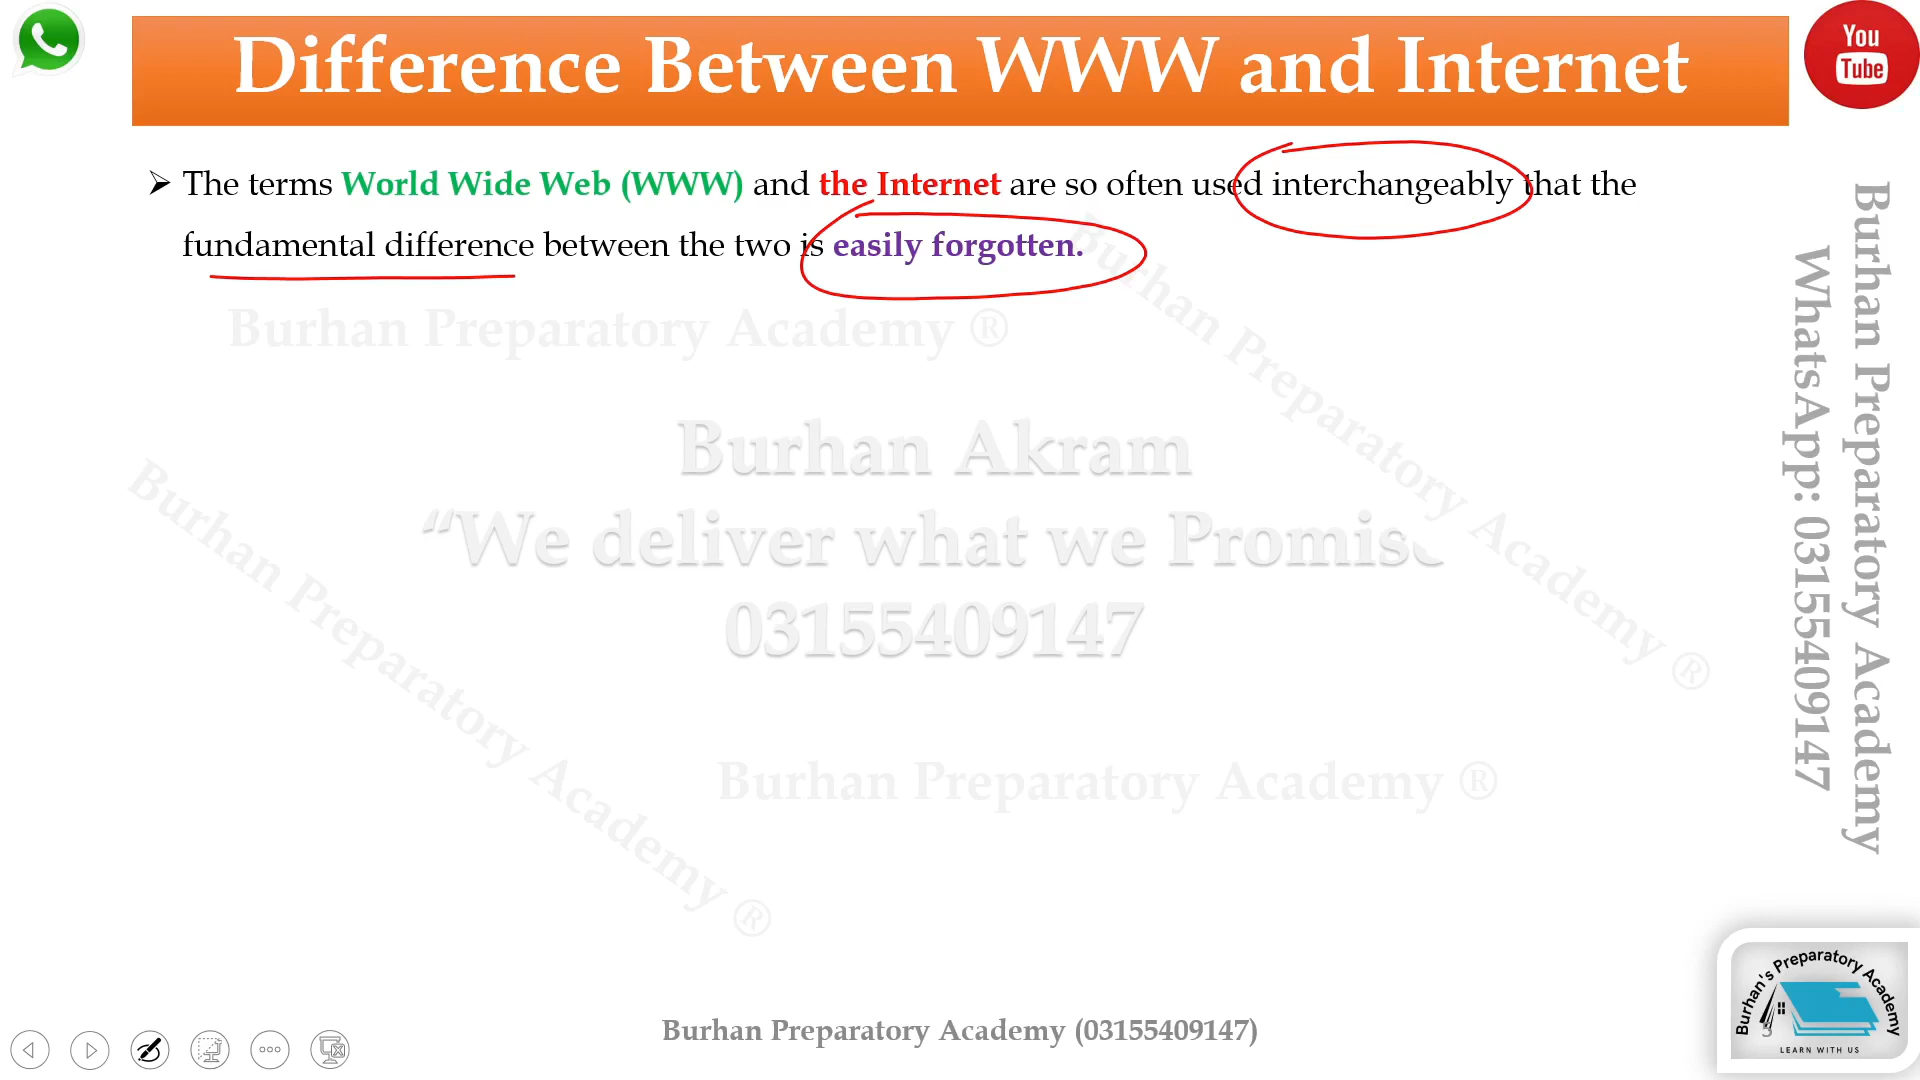 Difference Between WWW and Internet
You
Tube
➢ The terms World Wide Web (WWW) and the Internet are so often used interchangeably that the
fundamental difference between the two is easily forgotten.
Burhan Preparatory Academy ®
Burhan Preparatory Academy ®
Burhan Akram
“We deliver what we Promise
03155409147
Burhan Preparatory Academy ®
Burhan Preparatory Academy ®
Burhan Preparatory Academy
WhatsApp: 03155409147
Burhan Preparatory Academy (03155409147)
Burhan's Preparatory Academy
3
LEARN WITH US